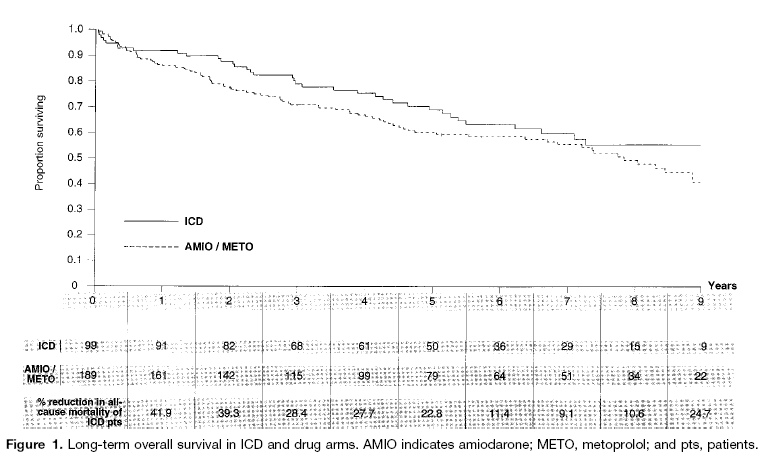 1.0
0.9
0.8
0.7
0.6
0.5
0.4
0.3
0.2
0.1
0
Proportion surviving
ICD
AMIO / METO
Years
0 1 2 3 4 5 6 7 8 9
ICD 99 91 82 68 61 50 36 29 15 9
AMIO /
METO 189 161 142 115 99 79 64 51 34 22
% reduction in all-
cause mortality of
ICD pts 41.9 39.3 28.4 27.7 22.8 11.4 9.1 10.6 24.7
Figure 1. Long-term overall survival in ICD and drug arms. AMIO indicates amiodarone; METO, metoprolol; and pts, patients.